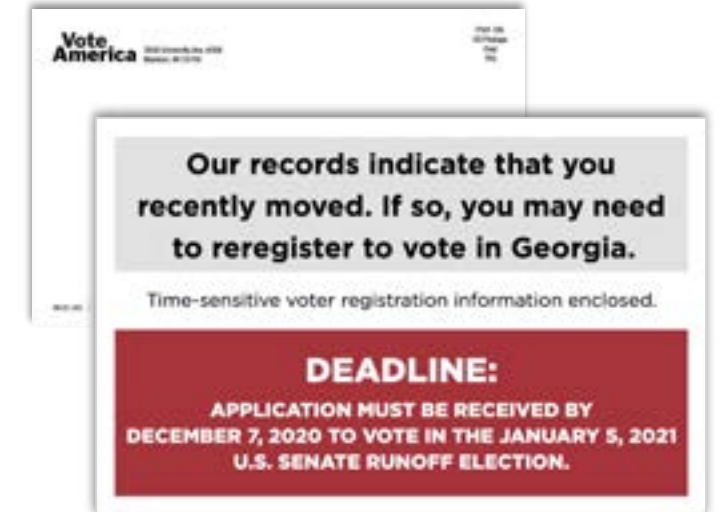 Vote
America
Our records indicate that you
recently moved. If so, you may need
to reregister to vote in Georgia.
Time-sensitive voter registration information enclosed.
DEADLINE:
APPLICATION MUST BE RECEIVED BY
DECEMBER 7, 2020 TO VOTE IN THE JANUARY 5, 2021
U.S. SENATE RUNOFF ELECTION.